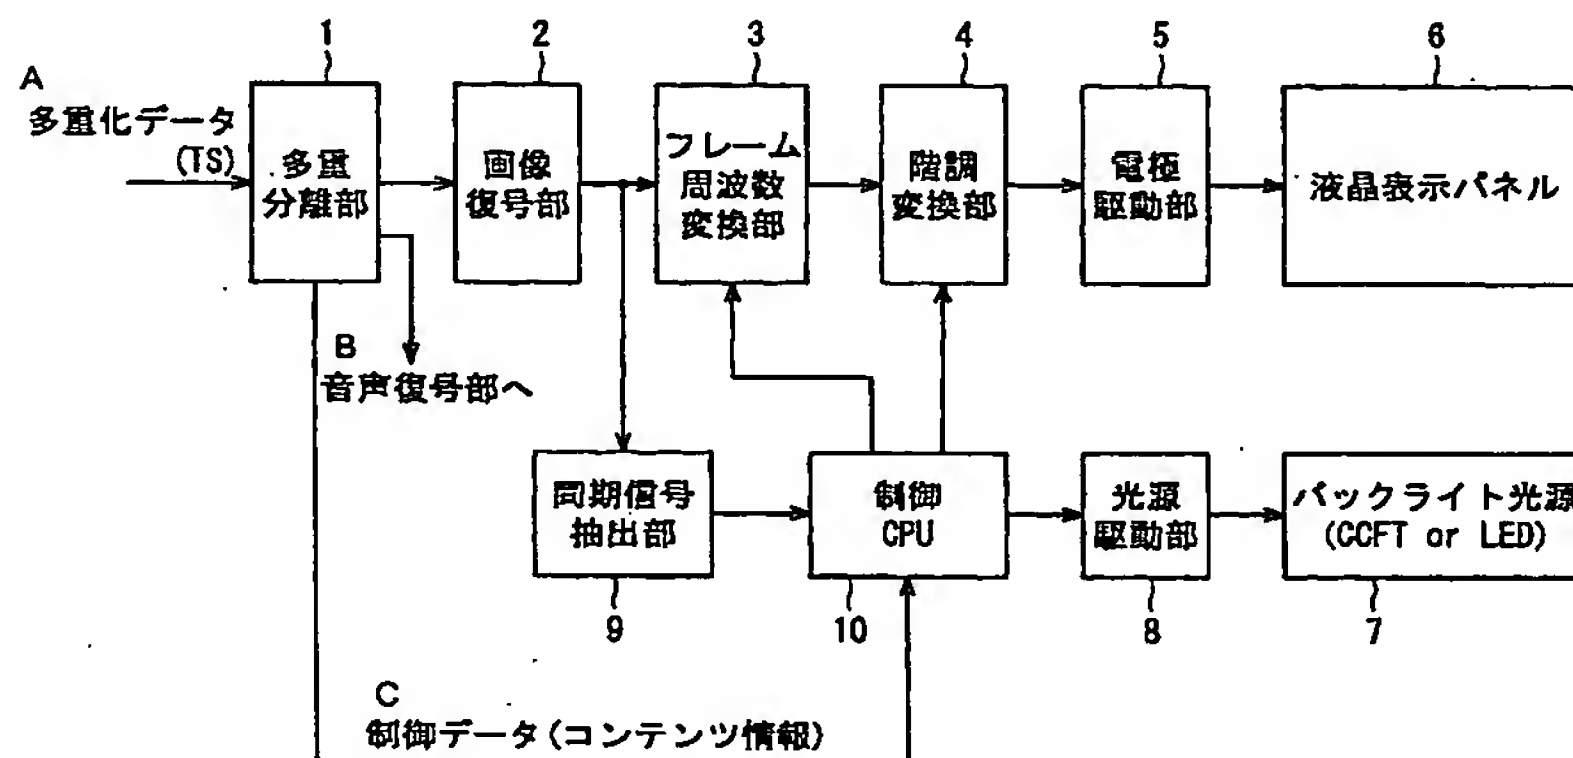 1
2
3
4
5
6
A
多重化データ
(TS)
多重
分離部
画像
復号部
フレーム
周波数
変換部
階調
変換部
電極
駆動部
液晶表示パネル
B
音声復号部へ
同期信号
抽出部
制御
CPU
光源
駆動部
バックライト光源
(CCFT or LED)
9
10
8
7
C
制御データ(コンテンツ情報)